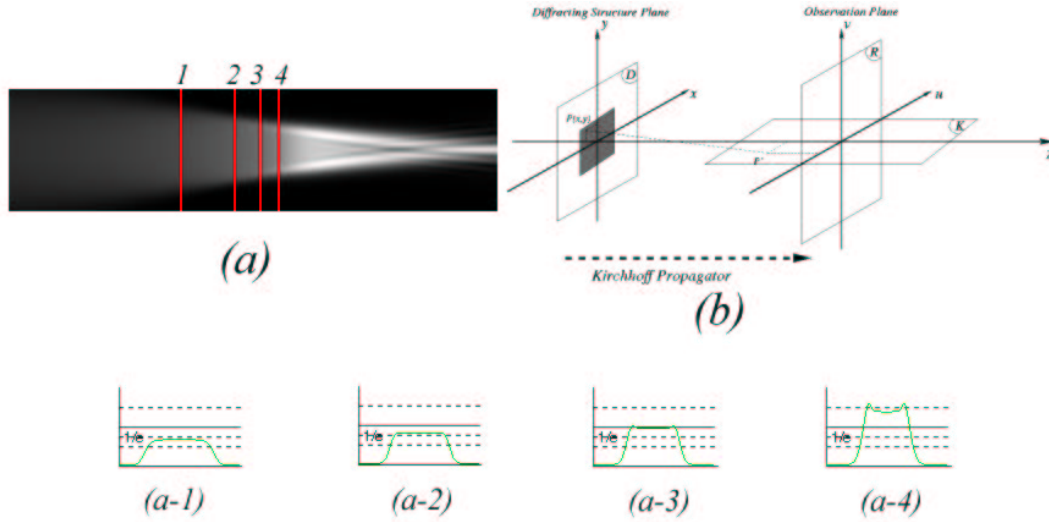 1 2 3 4
(a)
Diffracting Structure Plane
y
D
P(x,y)
x
Observation Plane
v
R
u
K
P'
z
Kirchhoff Propagator
(b)
1/e
(a-1)
1/e
(a-2)
1/e
(a-3)
1/e
(a-4)